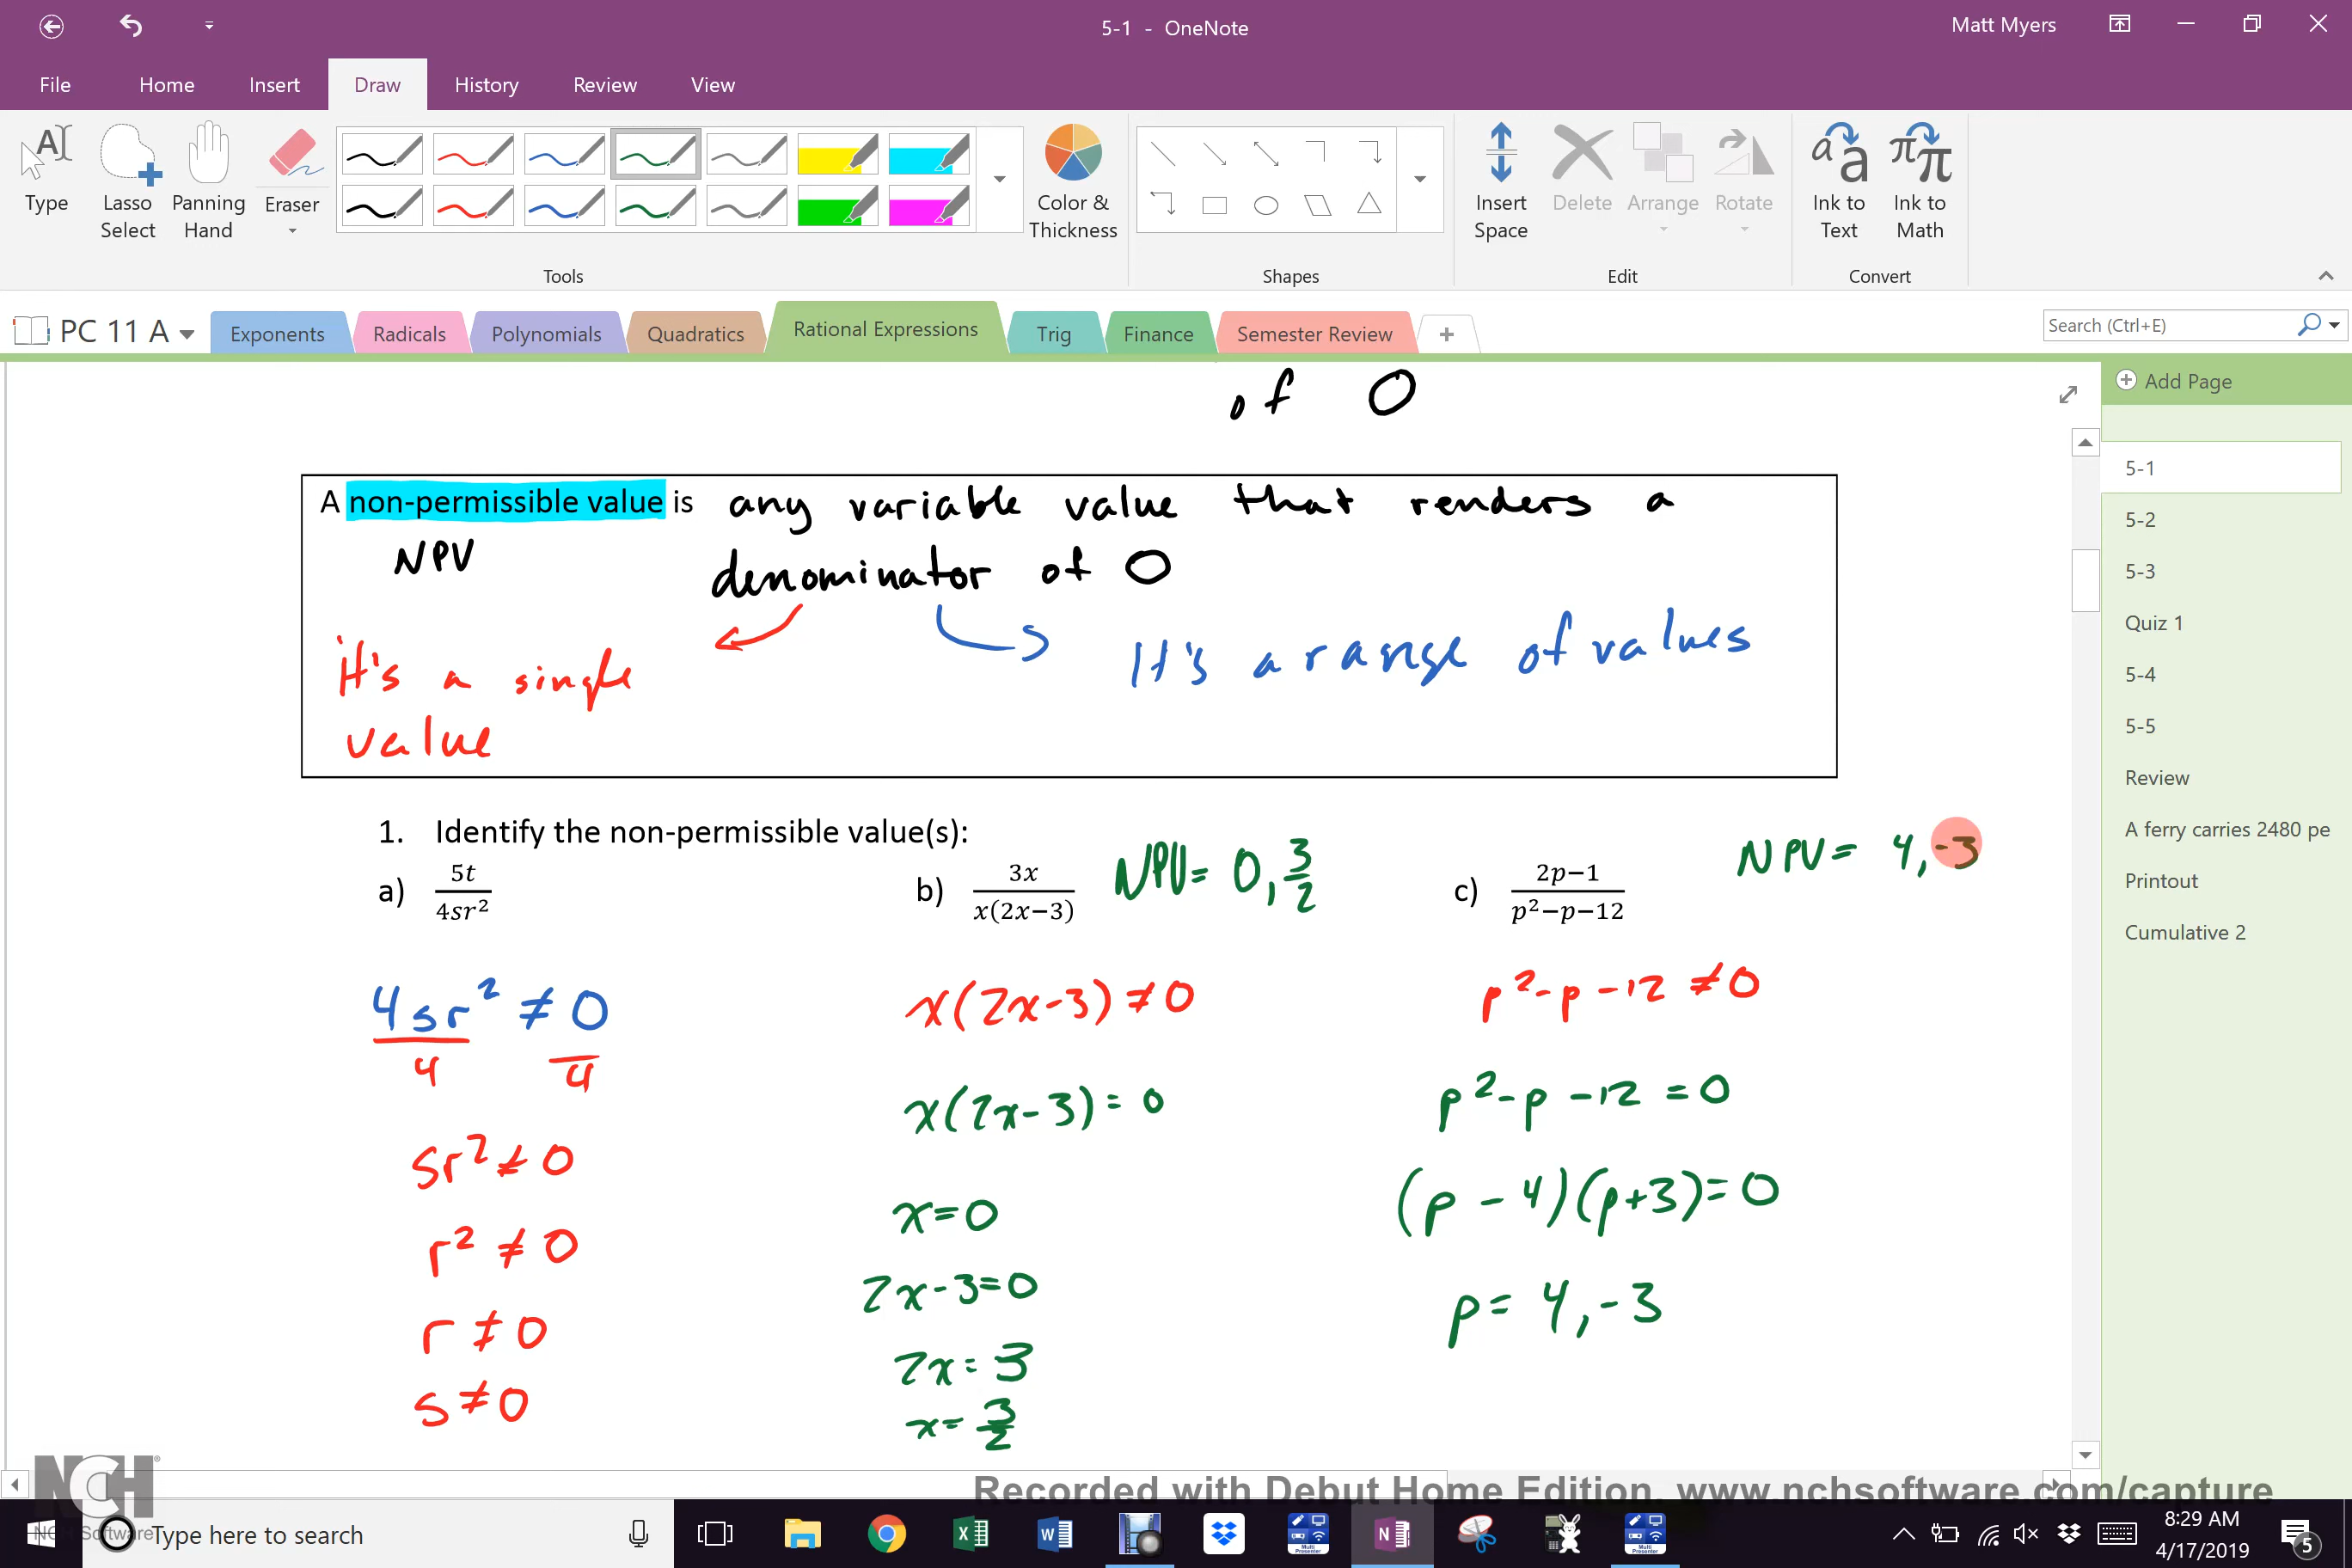 5-1 - OneNote
Matt Myers
File Home Insert Draw History Review View
Type
Lasso Select
Panning Hand
Eraser
Color & Thickness
Insert Space
Delete
Arrange
Rotate
Ink to Text
Ink to Math
Tools Shapes Edit Convert
PC 11 A Exponents Radicals Polynomials Quadratics Rational Expressions Trig Finance Semester Review + Search (Ctrl+E)
Add Page
5-1
5-2
5-3
Quiz 1
5-4
5-5
Review
A ferry carries 2480 pe
Printout
Cumulative 2
of 0
A non-permissible value is any variable value that renders a
NPV denominator of 0
it's a single
value
It's a range of values
1. Identify the non-permissible value(s):
a) 5t/4sr²
4sr² ≠ 0
4 4
sr² ≠ 0
r² ≠ 0
r ≠ 0
s ≠ 0
b) 3x/x(2x−3) NPV = 0, 3/2
x(2x-3) ≠ 0
x(2x-3) = 0
x=0
2x-3=0
2x=3
x=3/2
c) 2p−1/p²−p−12 NPV = 4, -3
p²-p-12 ≠ 0
p²-p-12 = 0
(p-4)(p+3)=0
p= 4, -3
NCH
NCH Software
Recorded with Debut Home Edition. www.nchsoftware.com/capture
Type here to search
8:29 AM
4/17/2019
5